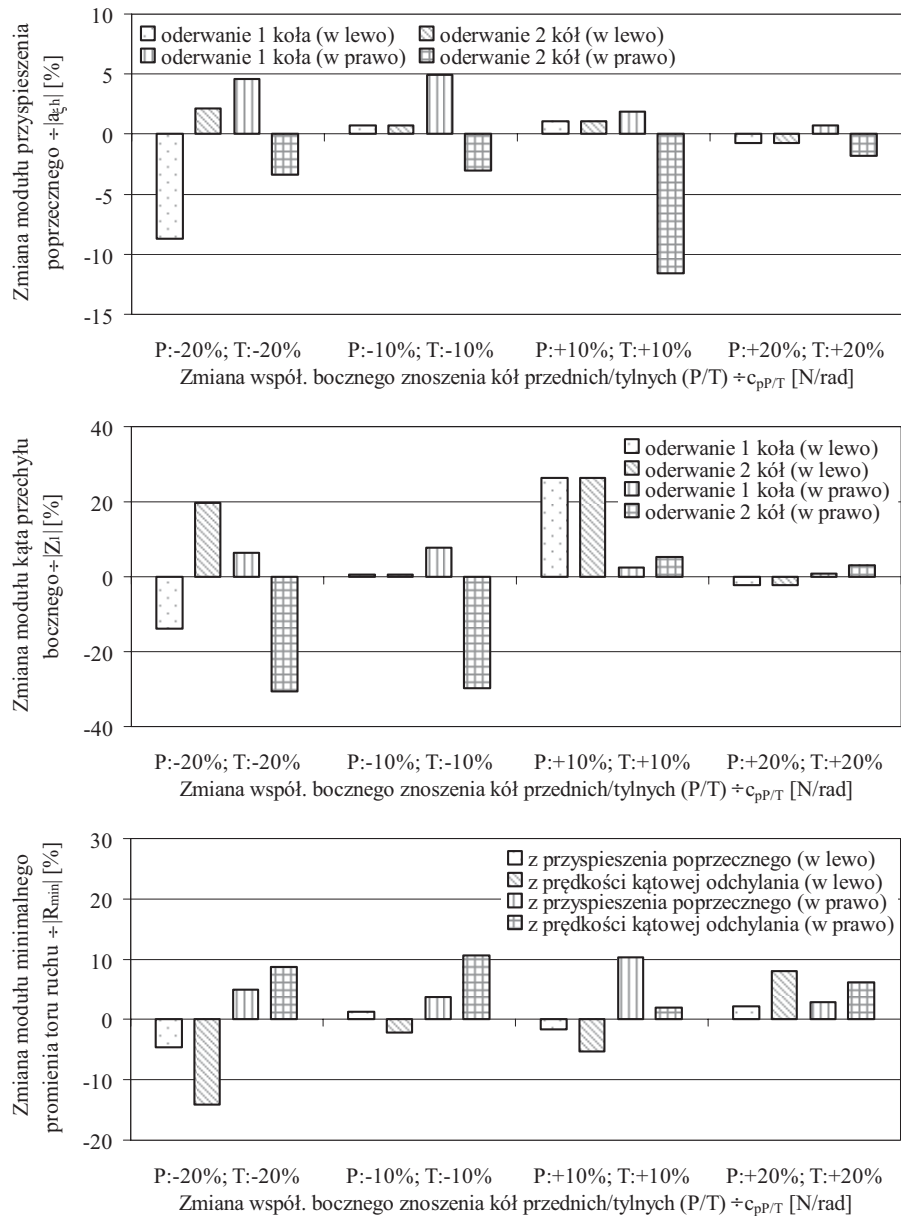 Zmiana modułu przyspieszenia
poprzecznego ÷|aξh| [%]
10
5
0
-5
-10
-15
oderwanie 1 koła (w lewo)
oderwanie 2 kół (w lewo)
oderwanie 1 koła (w prawo)
oderwanie 2 kół (w prawo)
P:-20%; T:-20%
P:-10%; T:-10%
P:+10%; T:+10%
P:+20%; T:+20%
Zmiana współ. bocznego znoszenia kół przednich/tylnych (P/T) ÷cpP/T [N/rad]
Zmiana modułu kąta przechyłu
bocznego÷|Zl| [%]
40
20
0
-20
-40
oderwanie 1 koła (w lewo)
oderwanie 2 kół (w lewo)
oderwanie 1 koła (w prawo)
oderwanie 2 kół (w prawo)
P:-20%; T:-20%
P:-10%; T:-10%
P:+10%; T:+10%
P:+20%; T:+20%
Zmiana współ. bocznego znoszenia kół przednich/tylnych (P/T) ÷cpP/T [N/rad]
Zmiana modułu minimalnego
promienia toru ruchu ÷|Rmin| [%]
30
20
10
0
-10
-20
z przyspieszenia poprzecznego (w lewo)
z prędkości kątowej odchylania (w lewo)
z przyspieszenia poprzecznego (w prawo)
z prędkości kątowej odchylania (w prawo)
P:-20%; T:-20%
P:-10%; T:-10%
P:+10%; T:+10%
P:+20%; T:+20%
Zmiana współ. bocznego znoszenia kół przednich/tylnych (P/T) ÷cpP/T [N/rad]